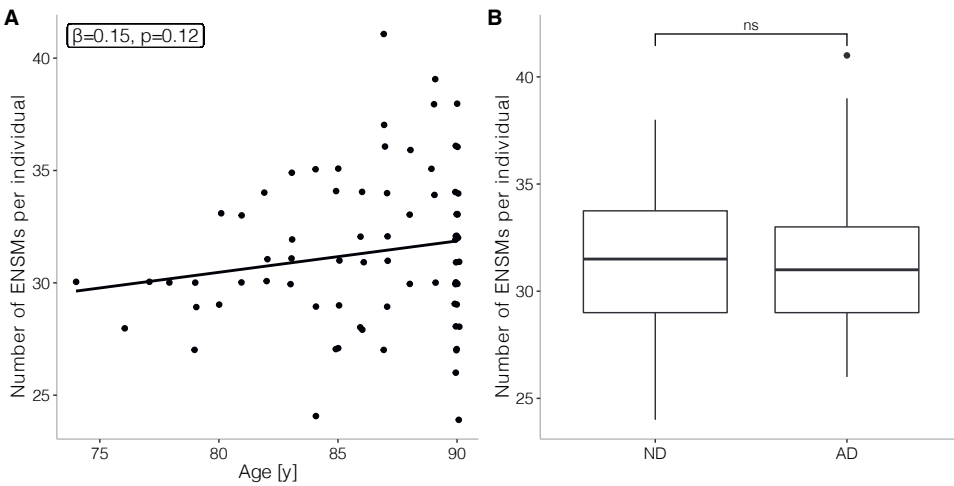 A
β=0.15, p=0.12
Number of ENSMs per individual
40
35
30
25
75 80 85 90
Age [y]
B
ns
Number of ENSMs per individual
40
35
30
25
ND AD